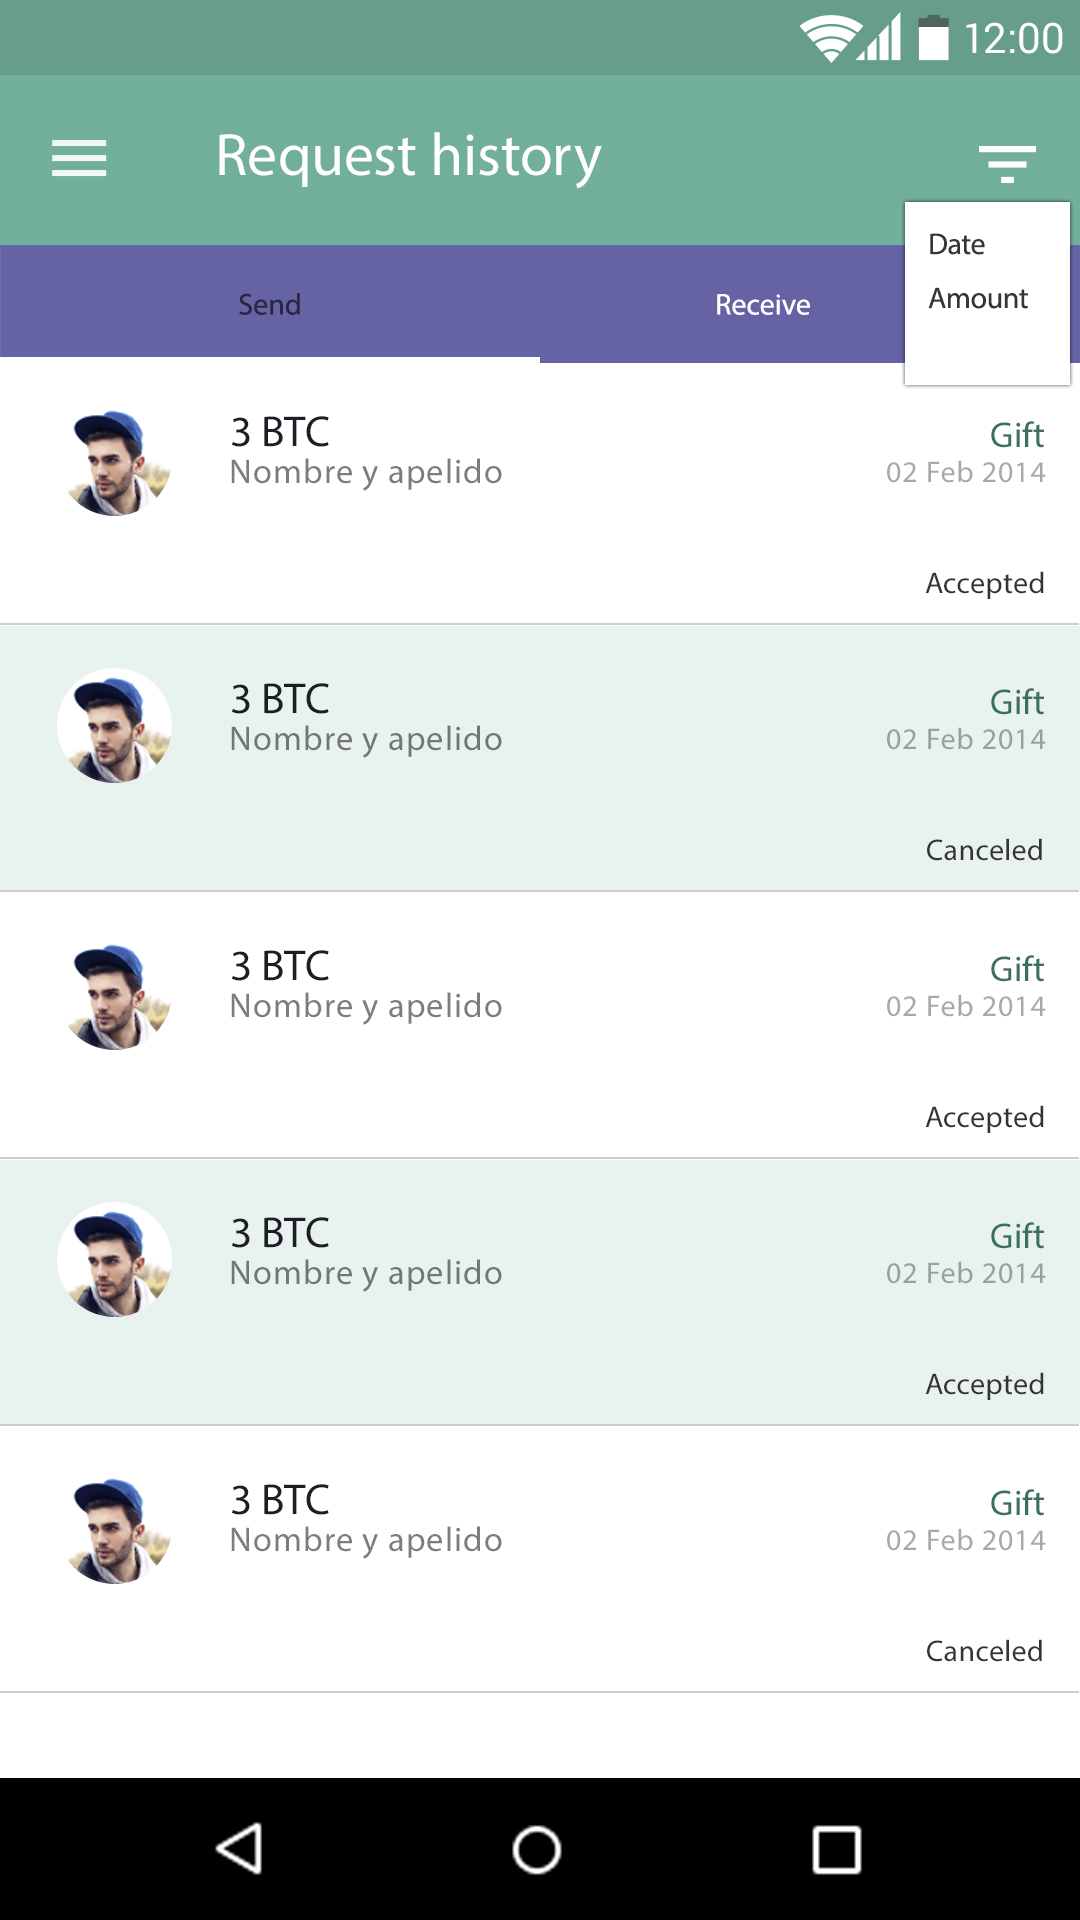 12:00
Request history
Date
Amount
Send
Receive
3 BTC
Nombre y apelido
Gift
02 Feb 2014
Accepted
3 BTC
Nombre y apelido
Gift
02 Feb 2014
Canceled
3 BTC
Nombre y apelido
Gift
02 Feb 2014
Accepted
3 BTC
Nombre y apelido
Gift
02 Feb 2014
Accepted
3 BTC
Nombre y apelido
Gift
02 Feb 2014
Canceled